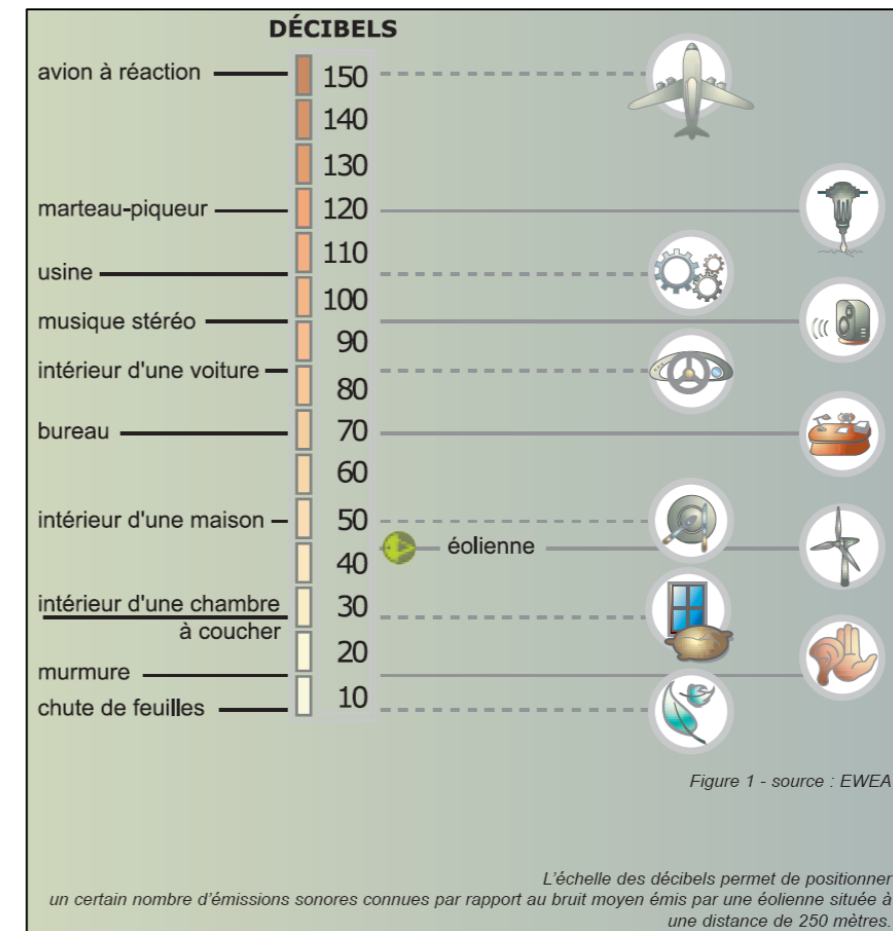 DÉCIBELS
avion à réaction 150
140
130
marteau-piqueur 120
110
usine
100
musique stéréo
90
intérieur d'une voiture
80
bureau 70
60
intérieur d'une maison 50
éolienne
40
intérieur d'une chambre 30
à coucher
20
murmure
10
chute de feuilles
Figure 1 - source : EWEA
L'échelle des décibels permet de positionner
un certain nombre d'émissions sonores connues par rapport au bruit moyen émis par une éolienne située à
une distance de 250 mètres.